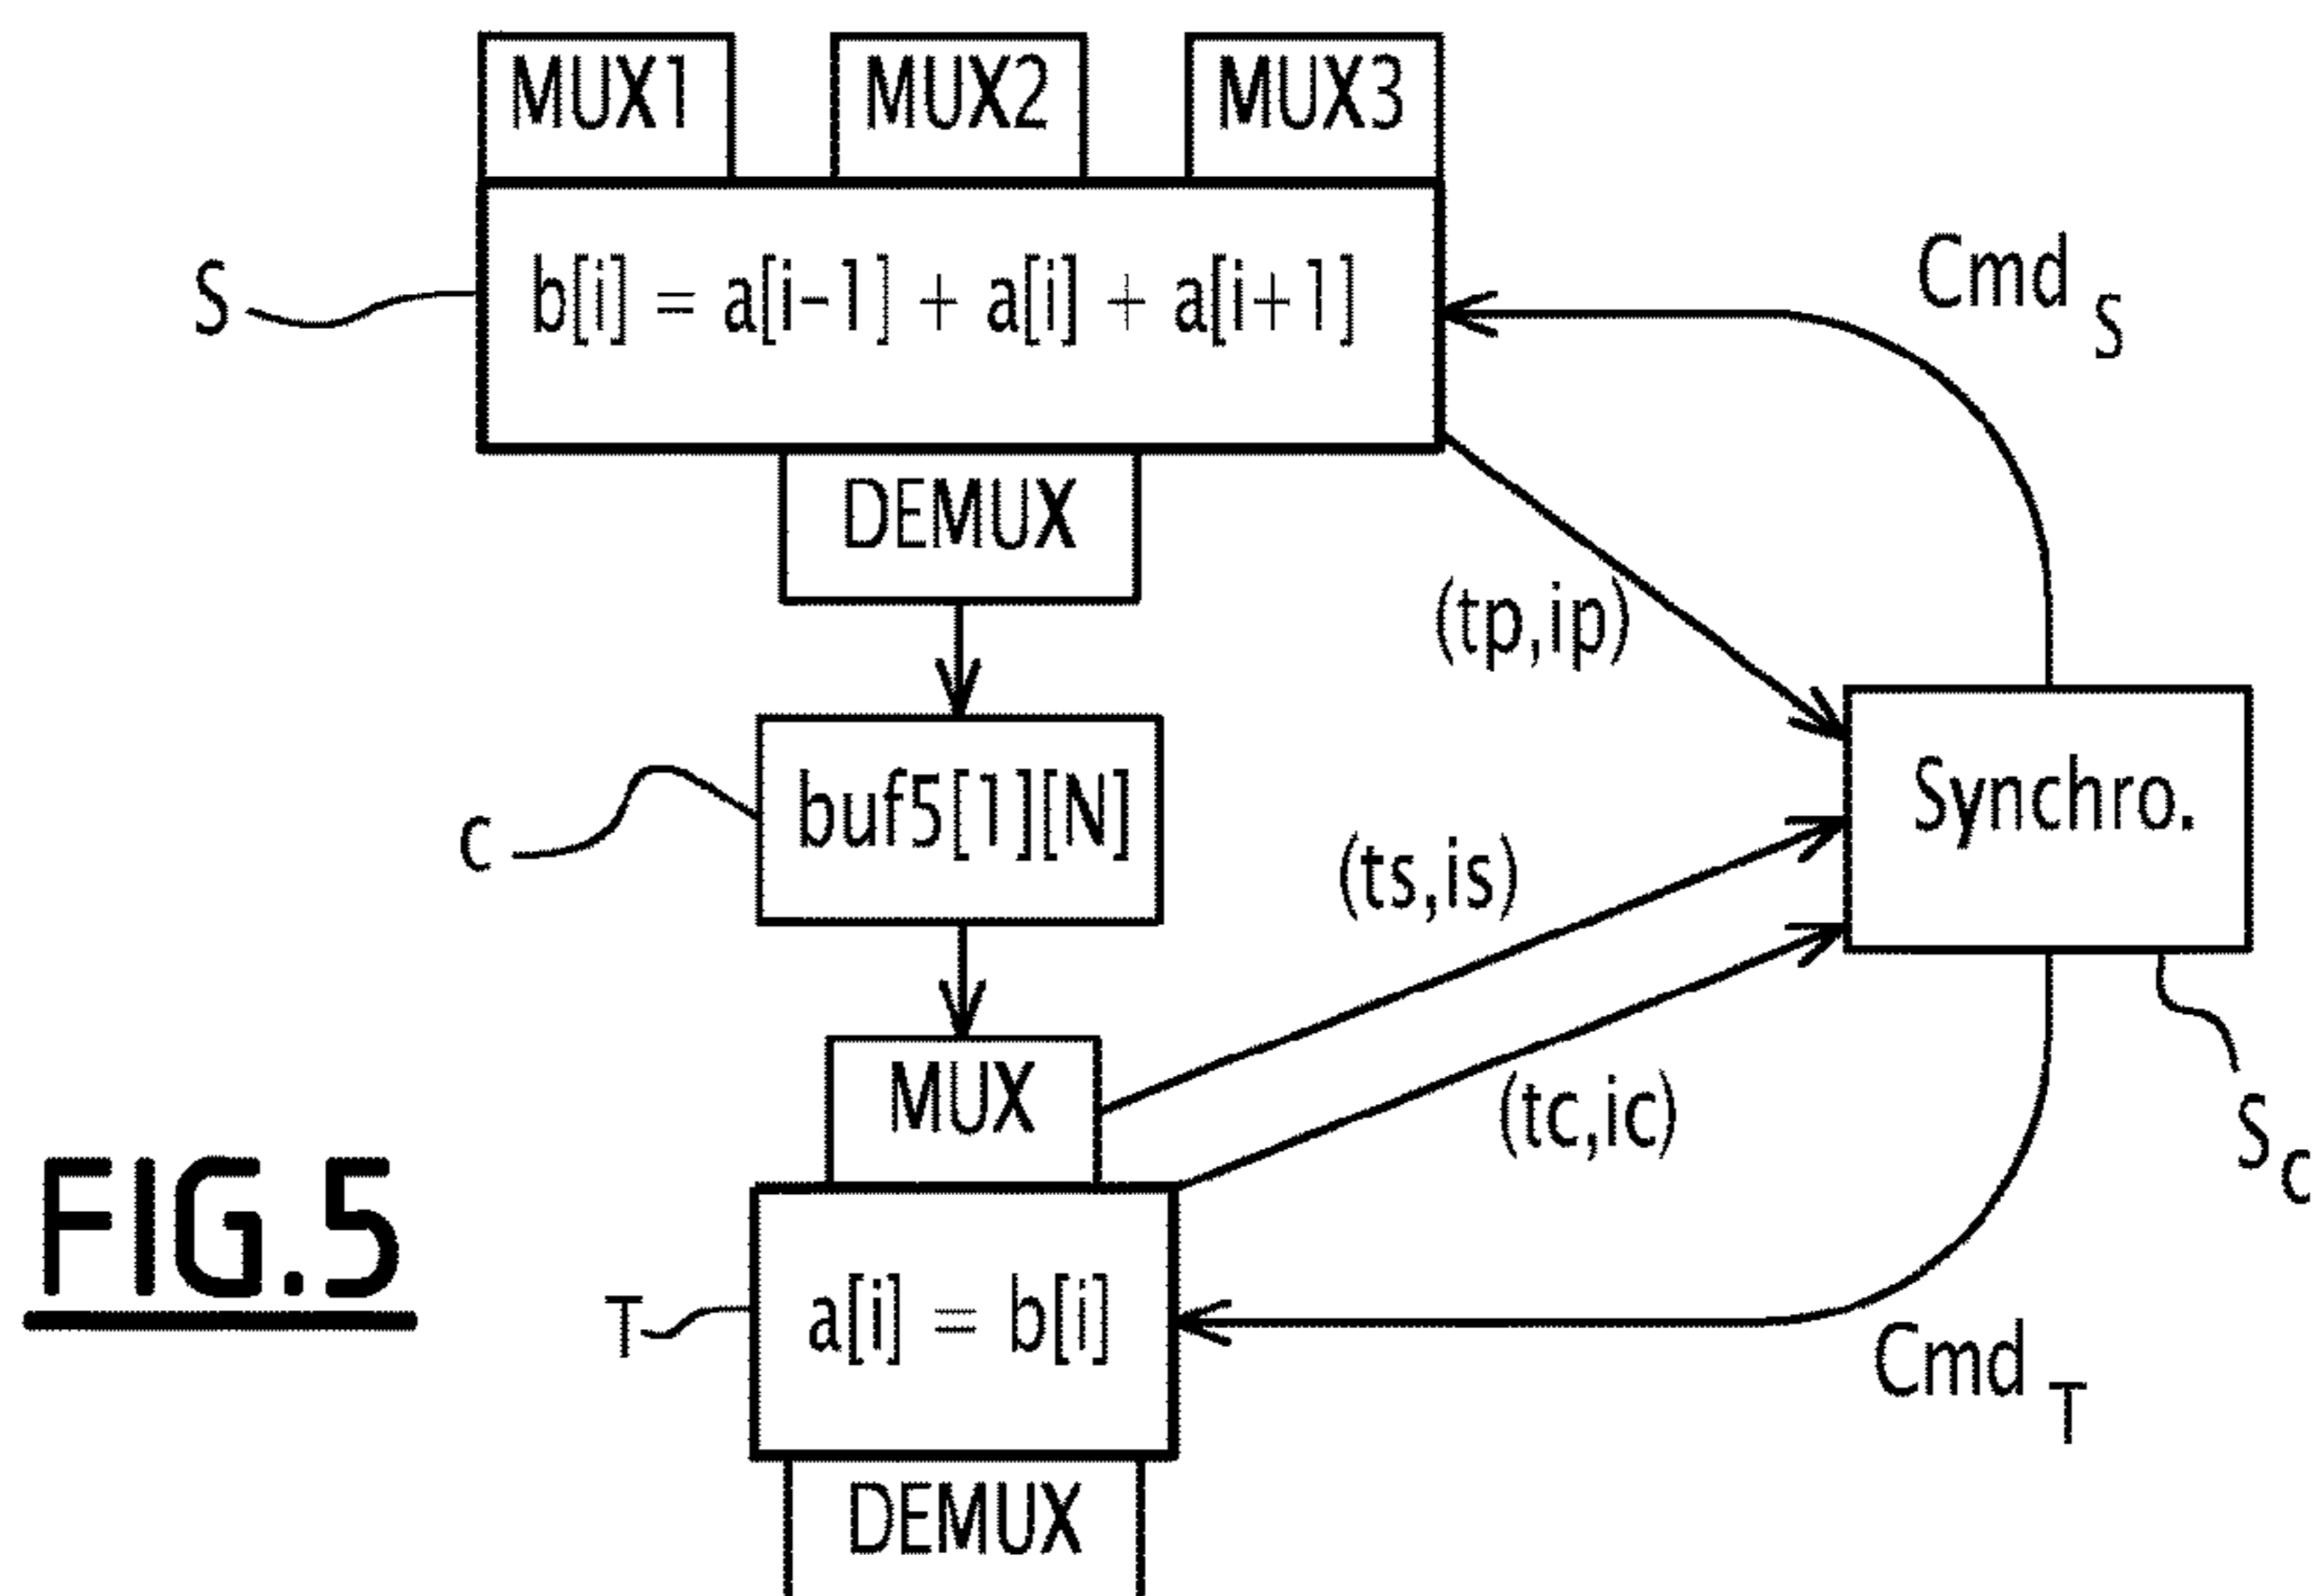 MUX1 MUX2 MUX3
S
b[i] = a[i-1] + a[i] + a[i+1]
Cmd S
DEMUX
(tp,ip)
buf5[1][N]
c
Synchro.
(ts,is)
MUX
(tc,ic)
S c
FIG.5
T
a[i] = b[i]
Cmd T
DEMUX